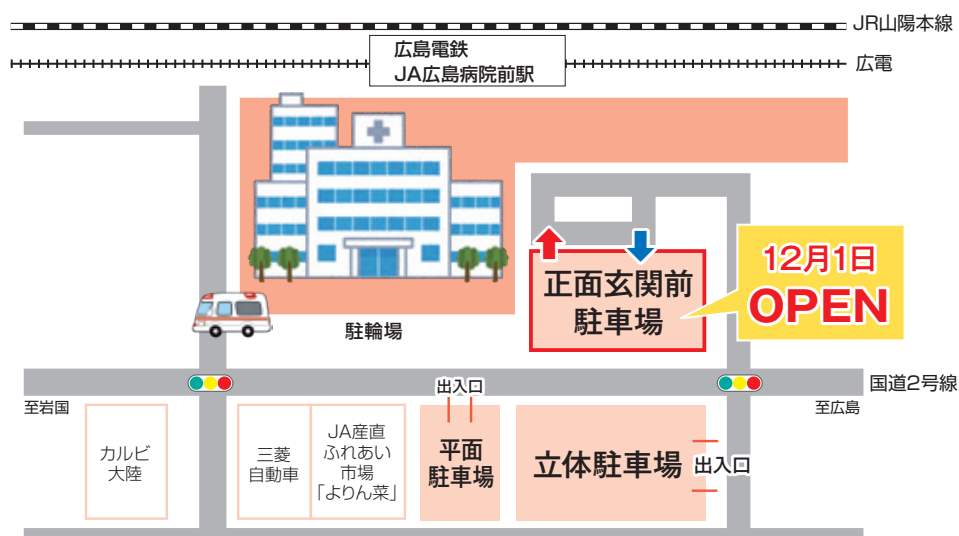 JR山陽本線
広島電鉄
JA広島病院前駅
広電
12月1日
OPEN
正面玄関前
駐車場
駐輪場
国道2号線
出入口
至岩国
至広島
カルビ
大陸
三菱
自動車
JA産直
ふれあい
市場
「よりん菜」
平面
駐車場
立体駐車場
出入口